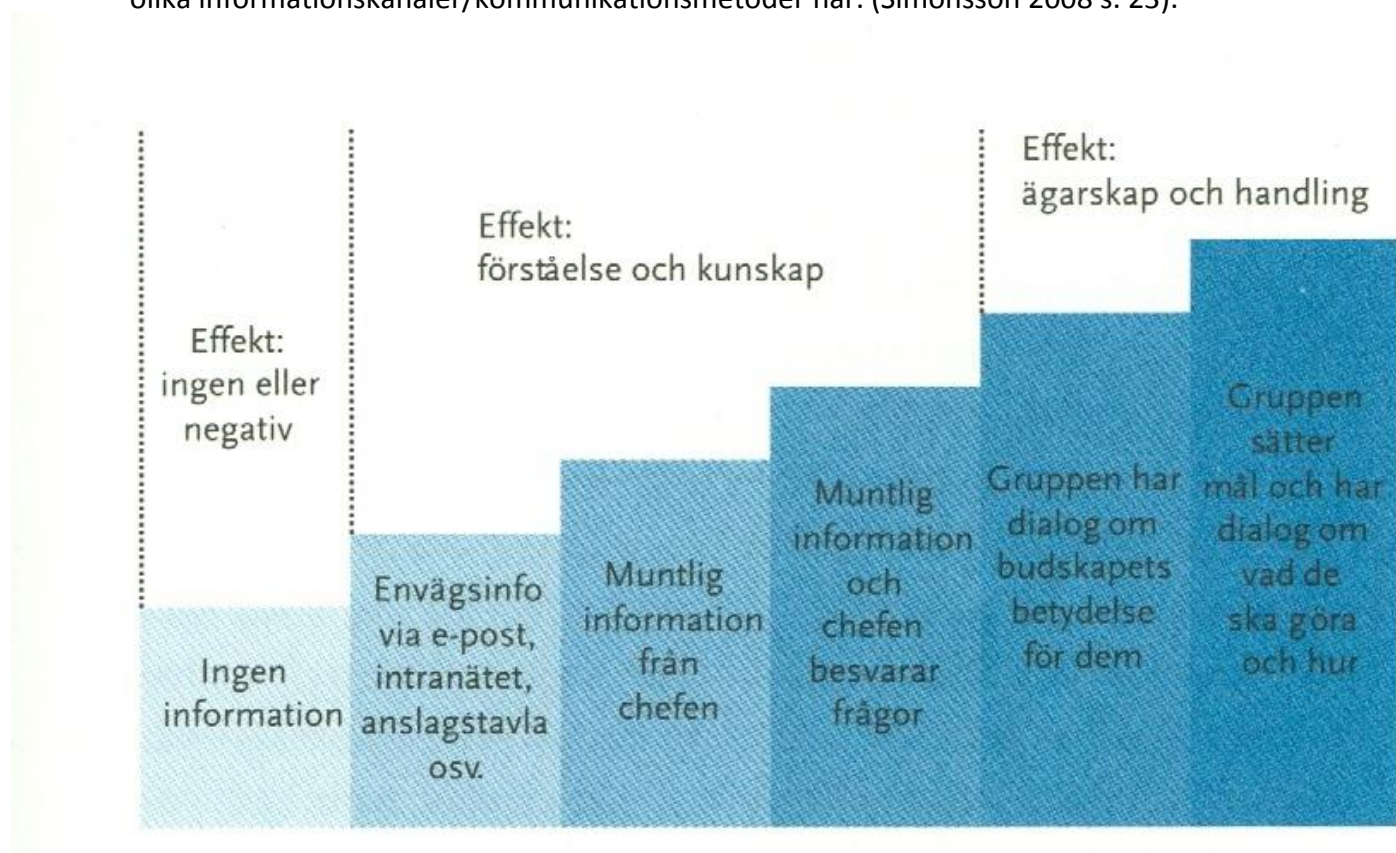 olika informationskanaler/kommunikationsmetoder har. (Simonsson 2008 s. 23).
Effekt:
ingen eller
negativ
Effekt:
förståelse och kunskap
Effekt:
ägarskap och handling
Ingen
information
Envägsinfo
via e-post,
intranätet,
anslagstavla
osv.
Muntlig
information
från
chefen
Muntlig
information
och
chefen
besvarar
frågor
Gruppen har
dialog om
budskapets
betydelse
för dem
Gruppen
sätter
mål och har
dialog om
vad de
ska göra
och hur